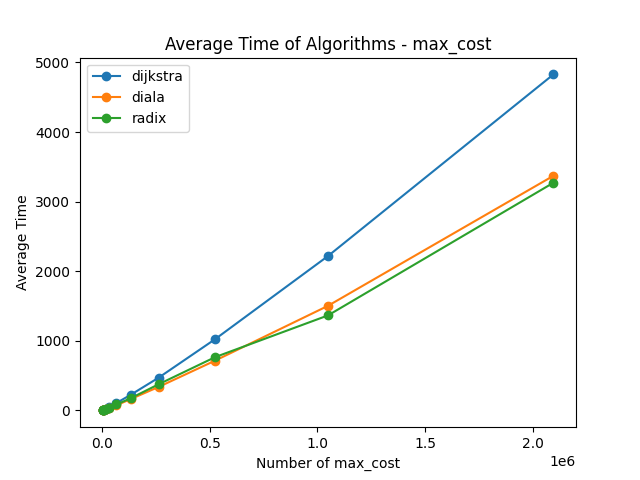 Average Time of Algorithms - max_cost
dijkstra
diala
radix
5000
4000
3000
2000
1000
0
Average Time
0.0 0.5 1.0 1.5 2.0
1e6
Number of max_cost